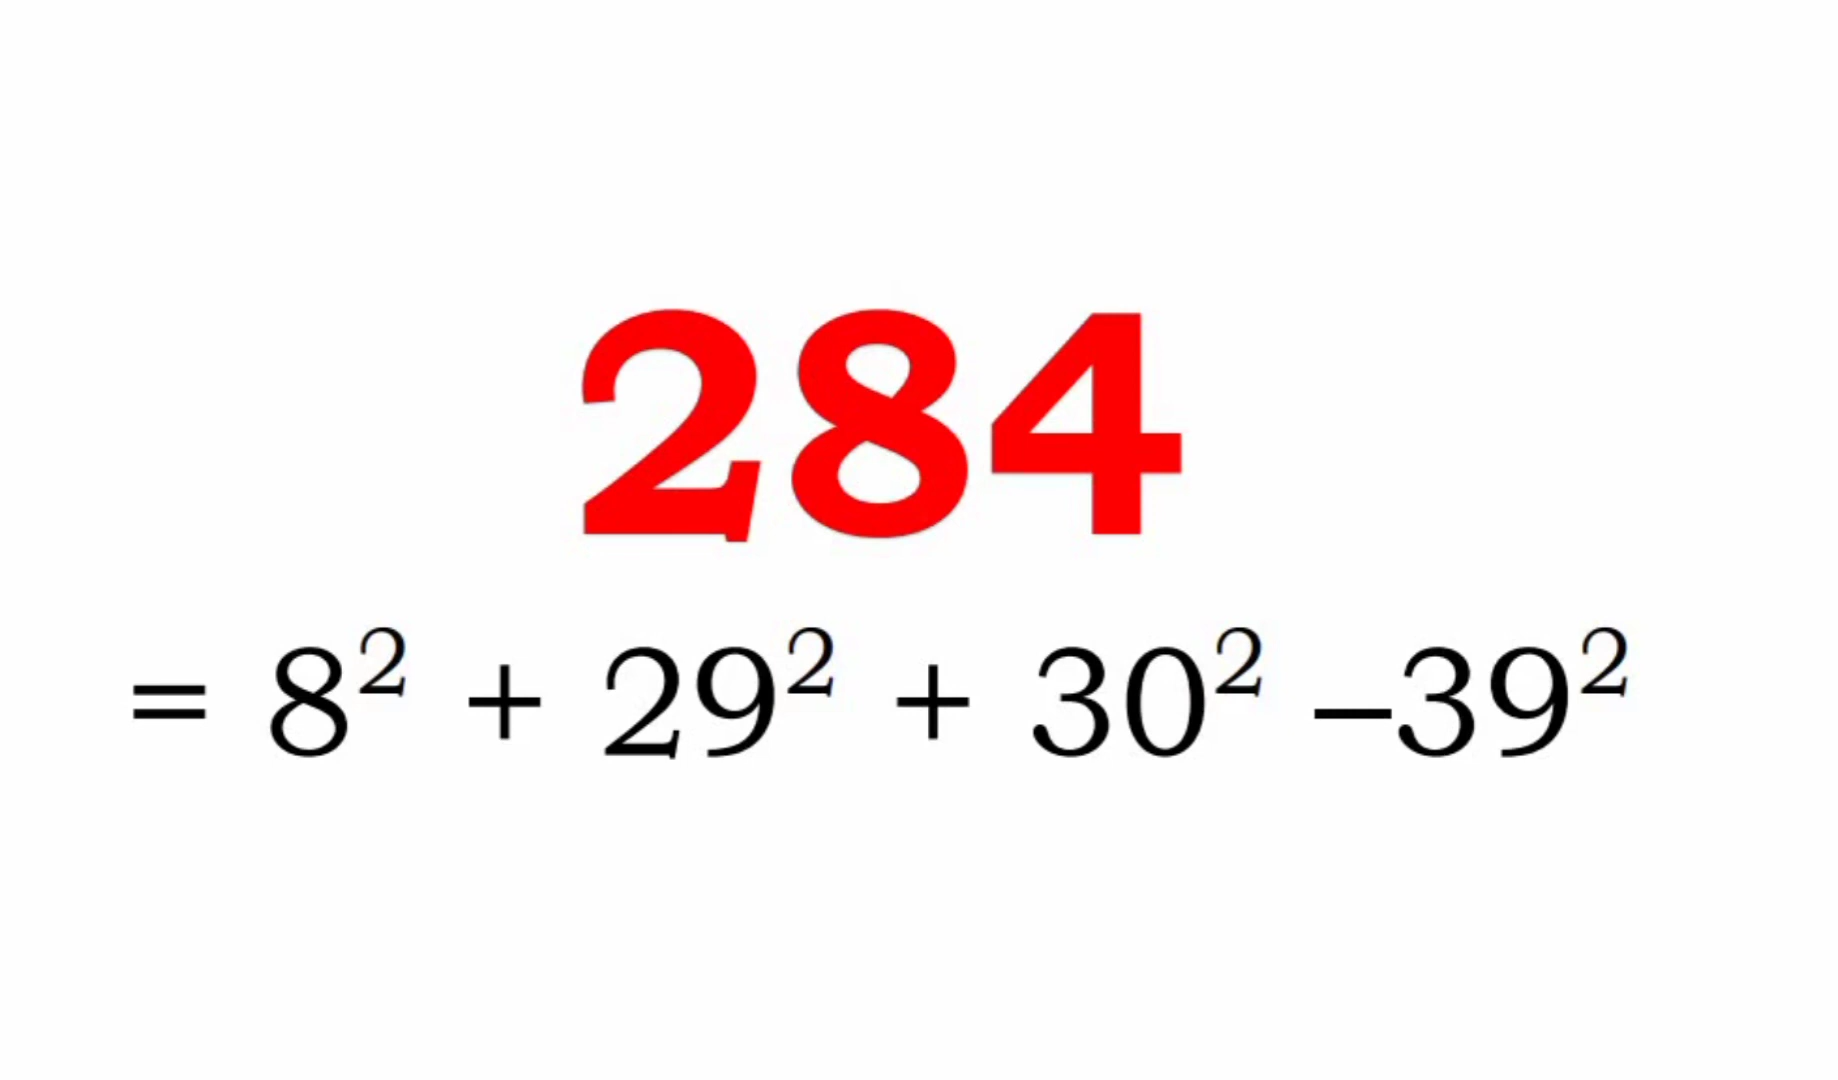 284
= 8² + 29² + 30² –39²